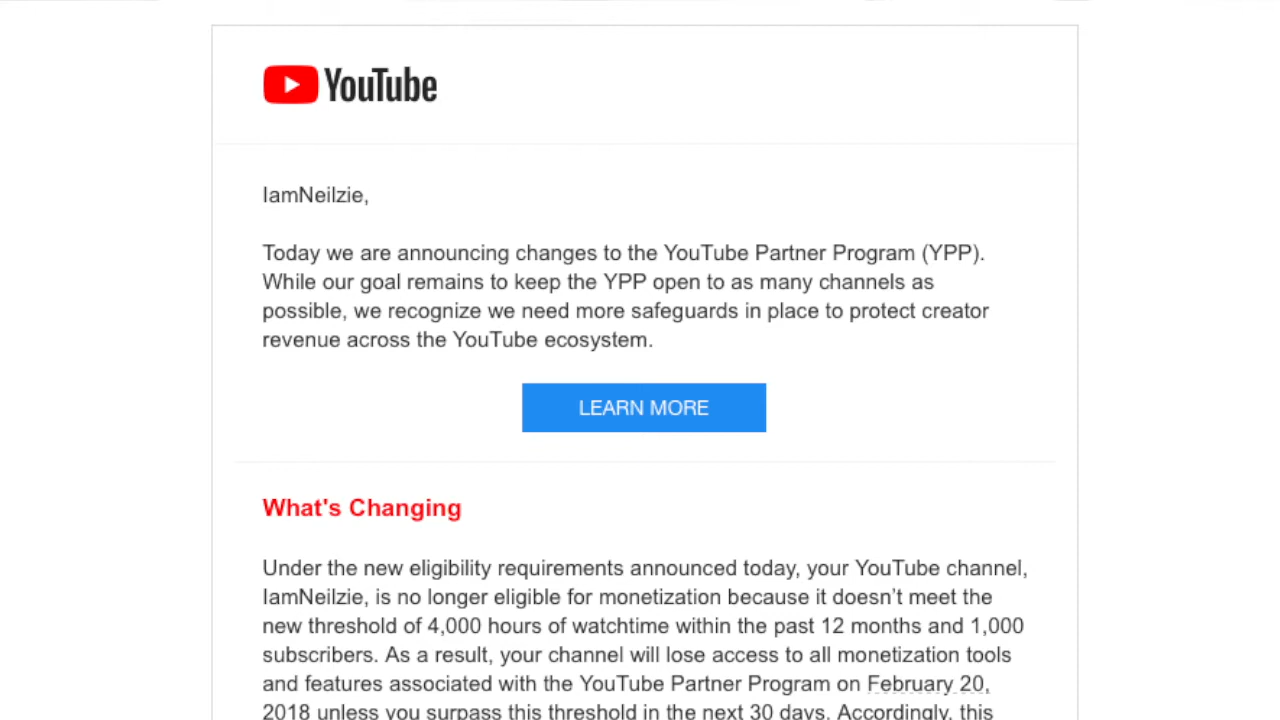 YouTube
IamNeilzie,
Today we are announcing changes to the YouTube Partner Program (YPP).
While our goal remains to keep the YPP open to as many channels as
possible, we recognize we need more safeguards in place to protect creator
revenue across the YouTube ecosystem.
LEARN MORE
What's Changing
Under the new eligibility requirements announced today, your YouTube channel,
IamNeilzie, is no longer eligible for monetization because it doesn’t meet the
new threshold of 4,000 hours of watchtime within the past 12 months and 1,000
subscribers. As a result, your channel will lose access to all monetization tools
and features associated with the YouTube Partner Program on February 20,
2018 unless you surpass this threshold in the next 30 days. Accordingly, this